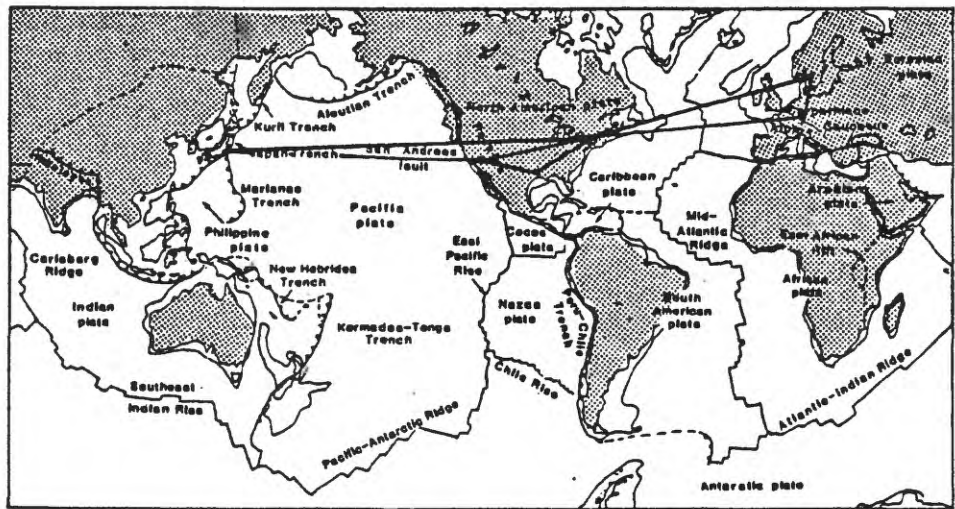 Aleutian Trench
North American plate
Eurasian
plate
Kuril Trench
Japan Trench
San Andreas
fault
Himalayas
Caribbean
plate
Arabian
plate
Marianas
Trench
Pacific
plate
Cocos
plate
Mid-
Atlantic
Ridge
East African
Rift
Philippine
plate
East
Pacific
Rise
Carlsberg
Ridge
New Hebrides
Trench
African
plate
Indian
plate
Nazca
plate
Peru-Chile
Trench
South
American
plate
Kermadec-Tonga
Trench
Chile Rise
Southeast
Indian Rise
Atlantic-Indian Ridge
Pacific-Antarctic Ridge
Antarctic plate